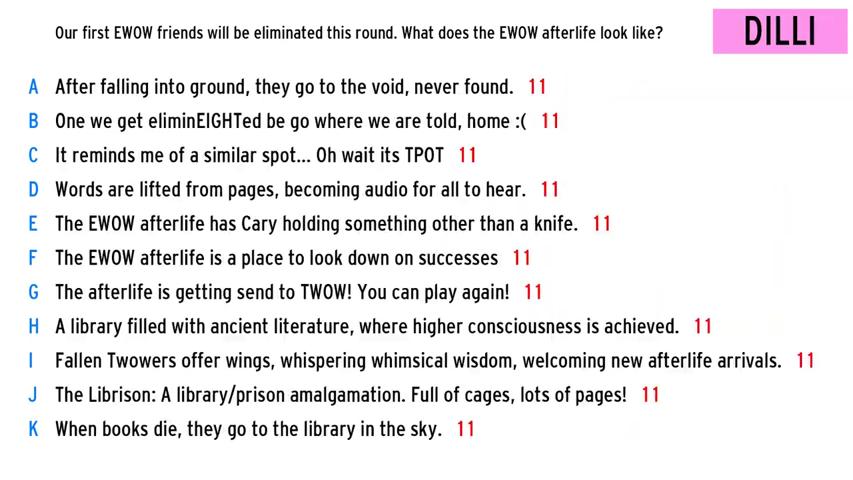 Our first EWOW friends will be eliminated this round. What does the EWOW afterlife look like? DILLI
A After falling into ground, they go to the void, never found. 11
B One we get eliminEIGHTed be go where we are told, home :( 11
C It reminds me of a similar spot... Oh wait its TPOT 11
D Words are lifted from pages, becoming audio for all to hear. 11
E The EWOW afterlife has Cary holding something other than a knife. 11
F The EWOW afterlife is a place to look down on successes 11
G The afterlife is getting send to TWOW! You can play again! 11
H A library filled with ancient literature, where higher consciousness is achieved. 11
I Fallen Twowers offer wings, whispering whimsical wisdom, welcoming new afterlife arrivals. 11
J The Librison: A library/prison amalgamation. Full of cages, lots of pages! 11
K When books die, they go to the library in the sky. 11